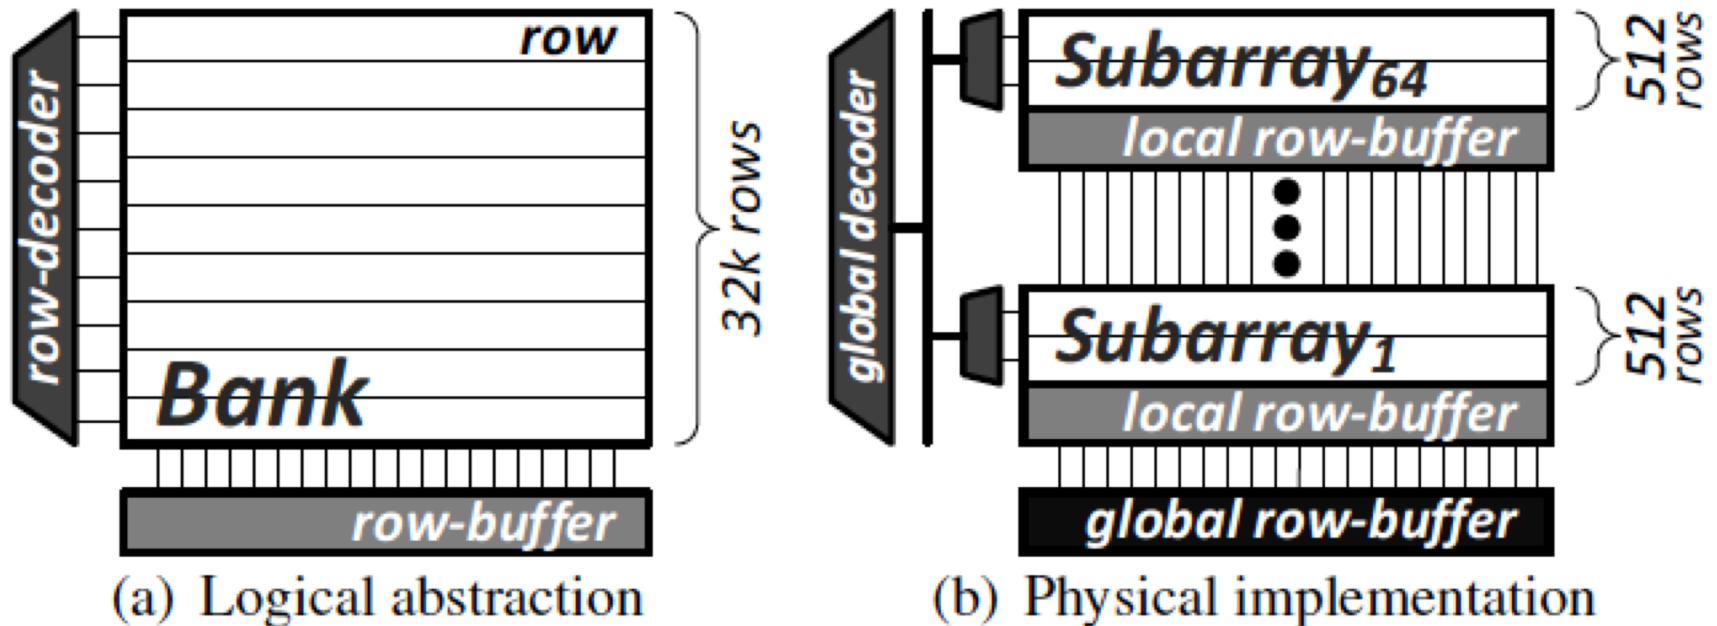 row
row-decoder
32k rows
Bank
row-buffer
(a) Logical abstraction
global decoder
Subarray64
512
rows
local row-buffer
Subarray1
512
rows
local row-buffer
global row-buffer
(b) Physical implementation